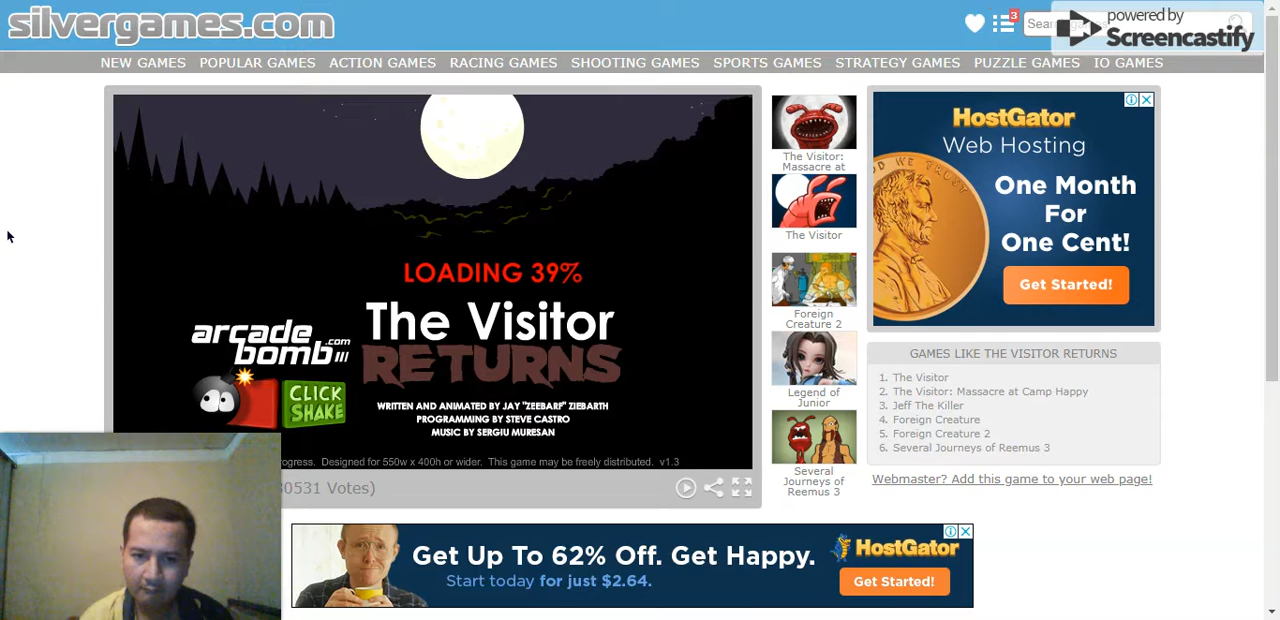 silvergames.com
3
Sea
powered by
Screencastify
NEW GAMES POPULAR GAMES ACTION GAMES RACING GAMES SHOOTING GAMES SPORTS GAMES STRATEGY GAMES PUZZLE GAMES IO GAMES
LOADING 39%
The Visitor
RETURNS
arcade
bomb.com
CLICK
SHAKE
WRITTEN AND ANIMATED BY JAY "ZEEBARF" ZIEBARTH
PROGRAMMING BY STEVE CASTRO
MUSIC BY SERGIU MURESAN
ogress. Designed for 550w x 400h or wider. This game may be freely distributed. v1.3
30531 Votes)
The Visitor:
Massacre at
The Visitor
Foreign
Creature 2
Legend of
Junior
Several
Journeys of
Reemus 3
HostGator
Web Hosting
One Month
For
One Cent!
Get Started!
GAMES LIKE THE VISITOR RETURNS
1. The Visitor
2. The Visitor: Massacre at Camp Happy
3. Jeff The Killer
4. Foreign Creature
5. Foreign Creature 2
6. Several Journeys of Reemus 3
Webmaster? Add this game to your web page!
Get Up To 62% Off. Get Happy.
Start today for just $2.64.
HostGator
Get Started!